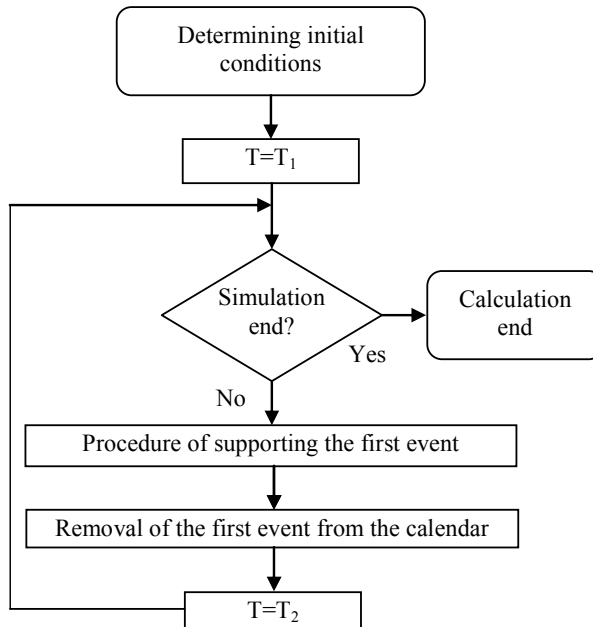 Determining initial
conditions
T=T₁
Simulation
end?
Calculation
end
Yes
No
Procedure of supporting the first event
Removal of the first event from the calendar
T=T₂